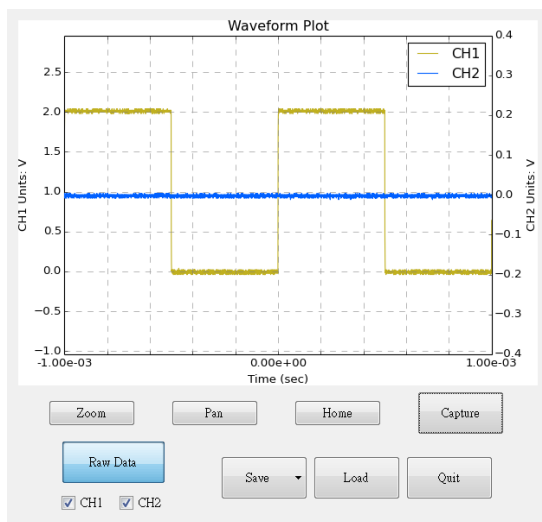 Waveform Plot
CH1
CH2
2.5
2.0
1.5
1.0
0.5
0.0
−0.5
−1.0
CH1 Units: V
0.4
0.3
0.2
0.1
0.0
−0.1
−0.2
−0.3
−0.4
CH2 Units: V
-1.00e-03 0.00e+00 1.00e-03
Time (sec)
Zoom Pan Home Capture
Raw Data
Save Load Quit
CH1 CH2